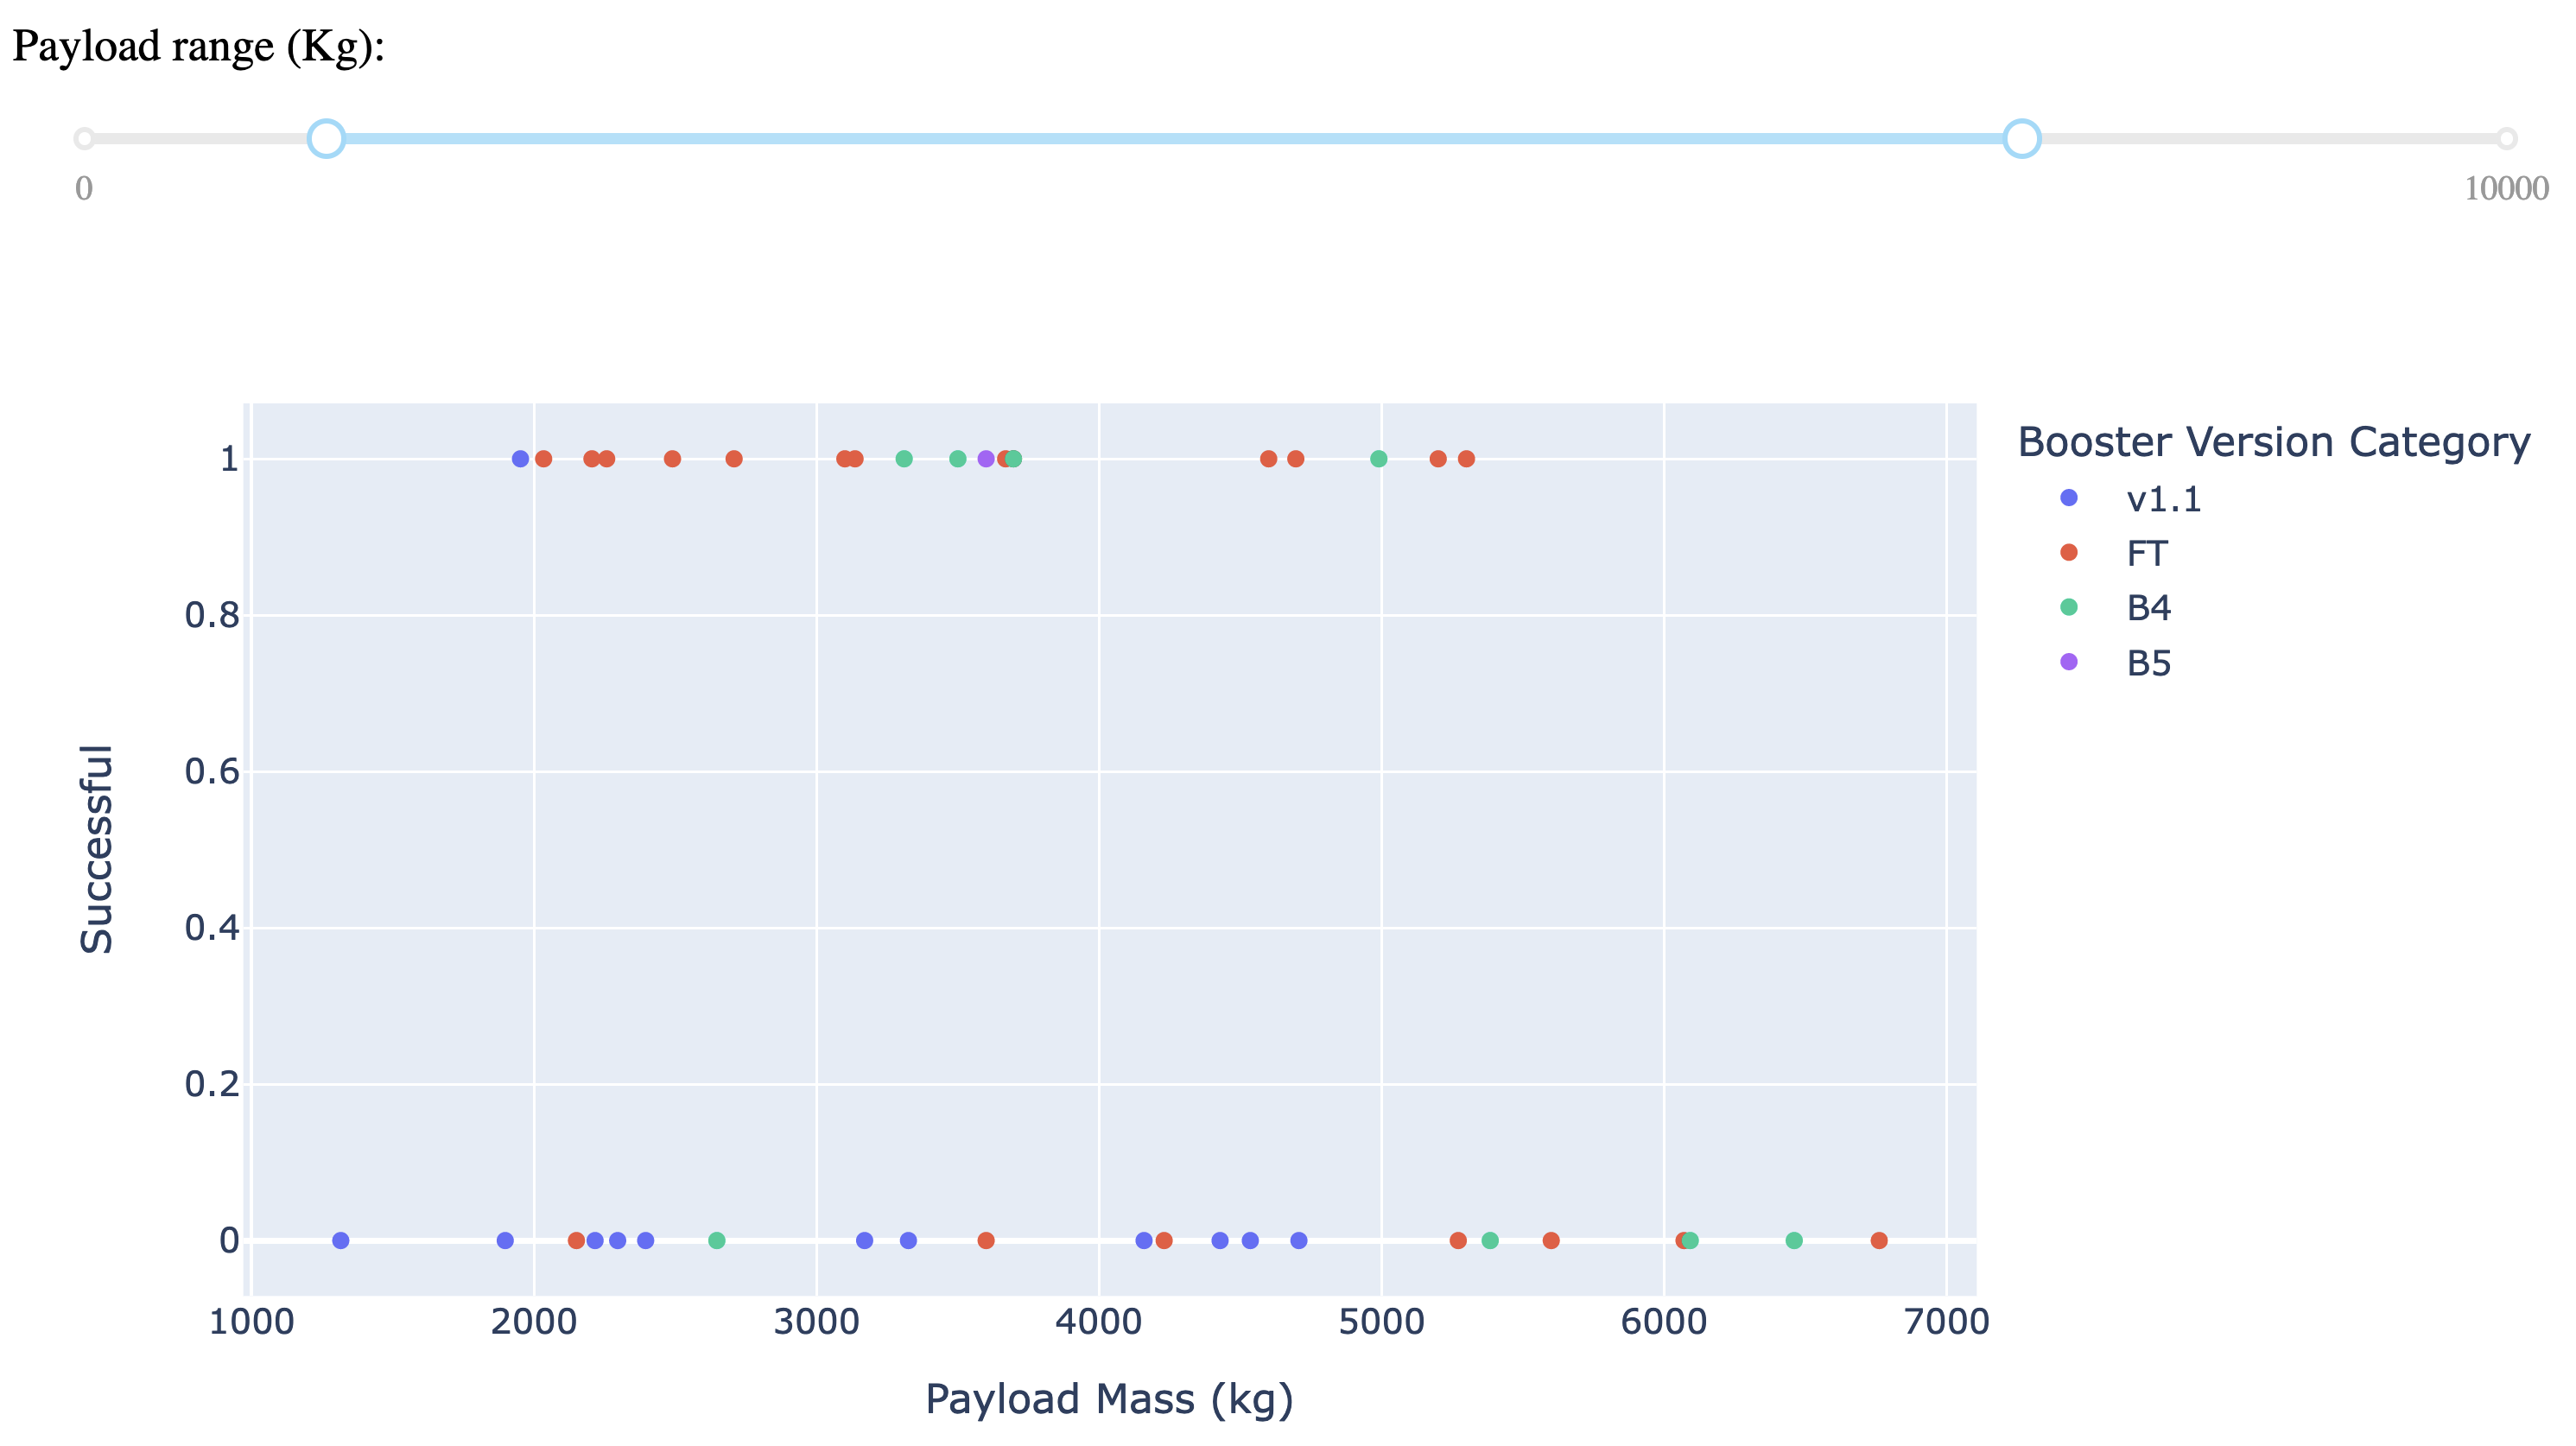 Payload range (Kg):
0 10000
Booster Version Category
v1.1
FT
B4
B5
Successful
1
0.8
0.6
0.4
0.2
0
1000 2000 3000 4000 5000 6000 7000
Payload Mass (kg)